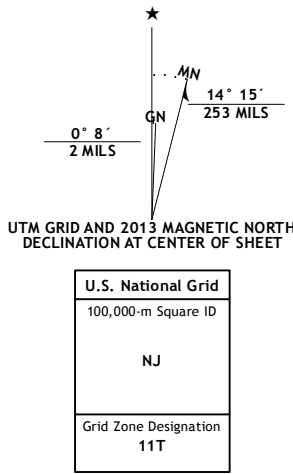 ★
MN
GN
14° 15´
253 MILS
0° 8´
2 MILS
UTM GRID AND 2013 MAGNETIC NORTH
DECLINATION AT CENTER OF SHEET
U.S. National Grid
100,000-m Square ID
NJ
Grid Zone Designation
11T